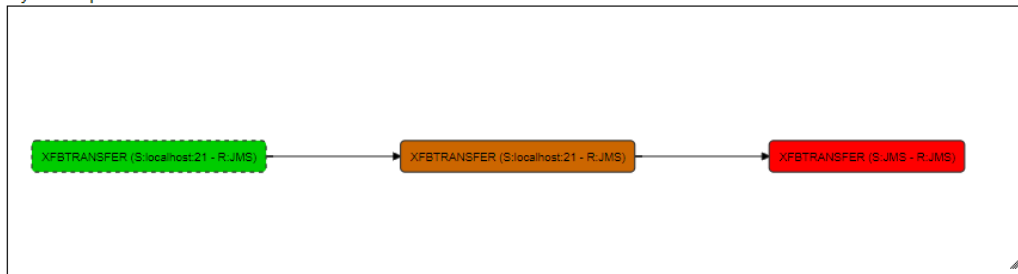 XFBTRANSFER (S:localhost:21 - R:JMS)
XFBTRANSFER (S:localhost:21 - R:JMS)
XFBTRANSFER (S:JMS - R:JMS)